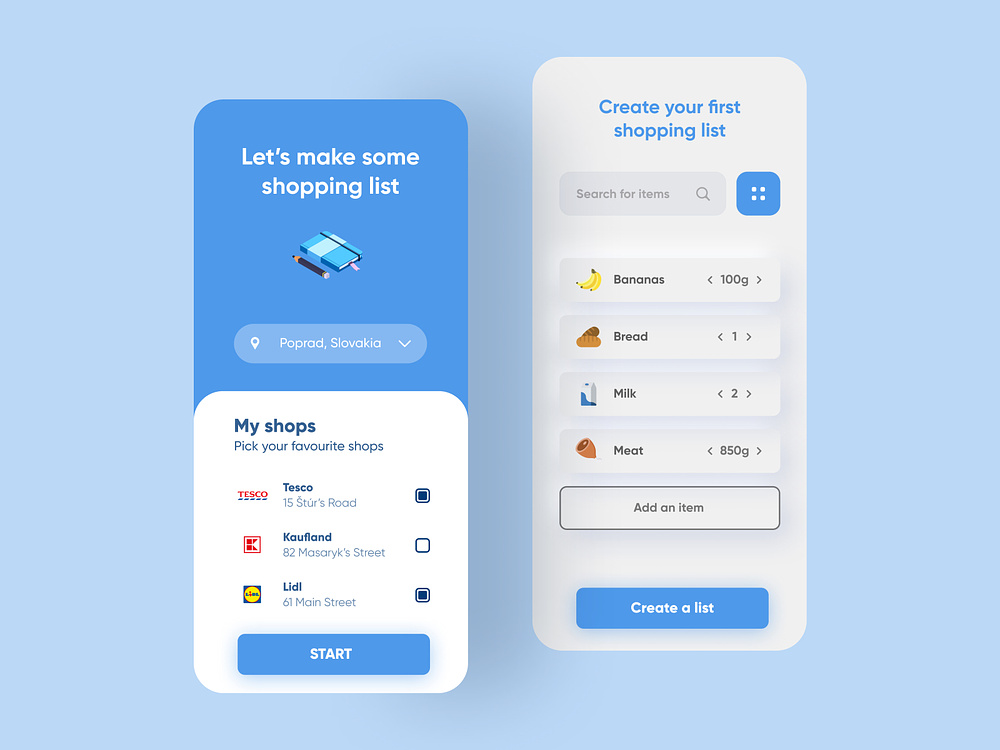 Let’s make some
shopping list
Poprad, Slovakia
My shops
Pick your favourite shops
TESCO
Tesco
15 Štúr’s Road
Kaufland
82 Masaryk’s Street
LiDL
Lidl
61 Main Street
START
Create your first
shopping list
Search for items
Bananas < 100g >
Bread < 1 >
Milk < 2 >
Meat < 850g >
Add an item
Create a list